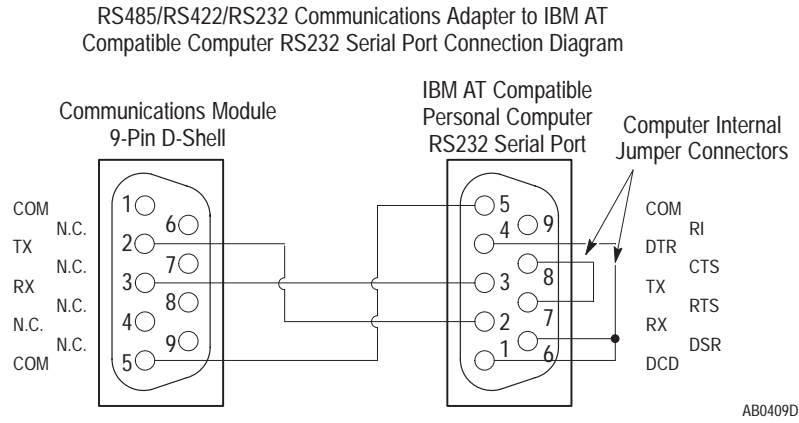 RS485/RS422/RS232 Communications Adapter to IBM AT
Compatible Computer RS232 Serial Port Connection Diagram
Communications Module
9-Pin D-Shell
IBM AT Compatible
Personal Computer
RS232 Serial Port
Computer Internal
Jumper Connectors
COM
N.C.
TX
N.C.
RX
N.C.
N.C.
N.C.
COM
1
6
2
7
3
8
4
9
5
5
9
4
8
3
7
2
6
1
COM
RI
DTR
CTS
TX
RTS
RX
DSR
DCD
AB0409D